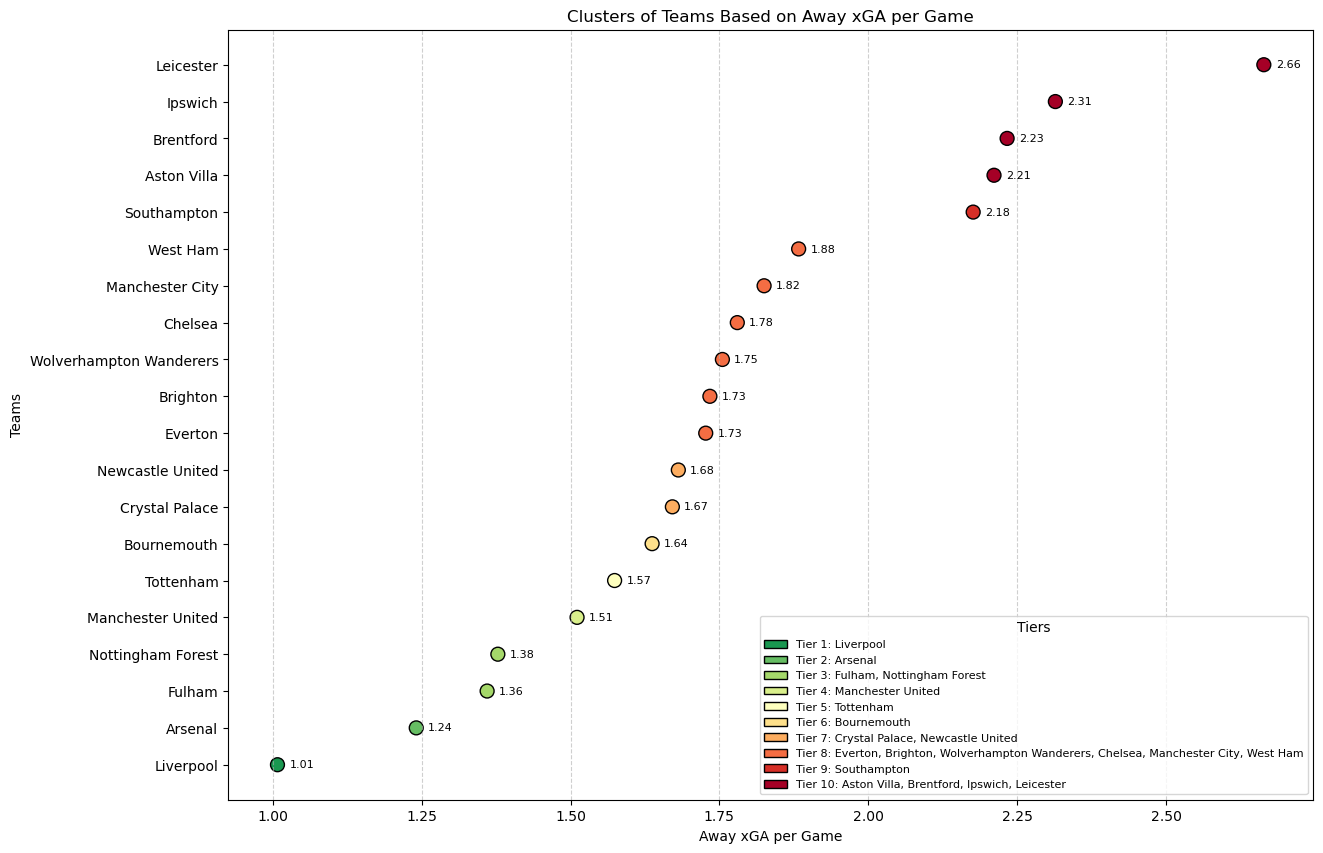 Clusters of Teams Based on Away xGA per Game
Teams
Leicester 2.66
Ipswich 2.31
Brentford 2.23
Aston Villa 2.21
Southampton 2.18
West Ham 1.88
Manchester City 1.82
Chelsea 1.78
Wolverhampton Wanderers 1.75
Brighton 1.73
Everton 1.73
Newcastle United 1.68
Crystal Palace 1.67
Bournemouth 1.64
Tottenham 1.57
Manchester United 1.51
Nottingham Forest 1.38
Fulham 1.36
Arsenal 1.24
Liverpool 1.01
Tiers
Tier 1: Liverpool
Tier 2: Arsenal
Tier 3: Fulham, Nottingham Forest
Tier 4: Manchester United
Tier 5: Tottenham
Tier 6: Bournemouth
Tier 7: Crystal Palace, Newcastle United
Tier 8: Everton, Brighton, Wolverhampton Wanderers, Chelsea, Manchester City, West Ham
Tier 9: Southampton
Tier 10: Aston Villa, Brentford, Ipswich, Leicester
1.00 1.25 1.50 1.75 2.00 2.25 2.50
Away xGA per Game